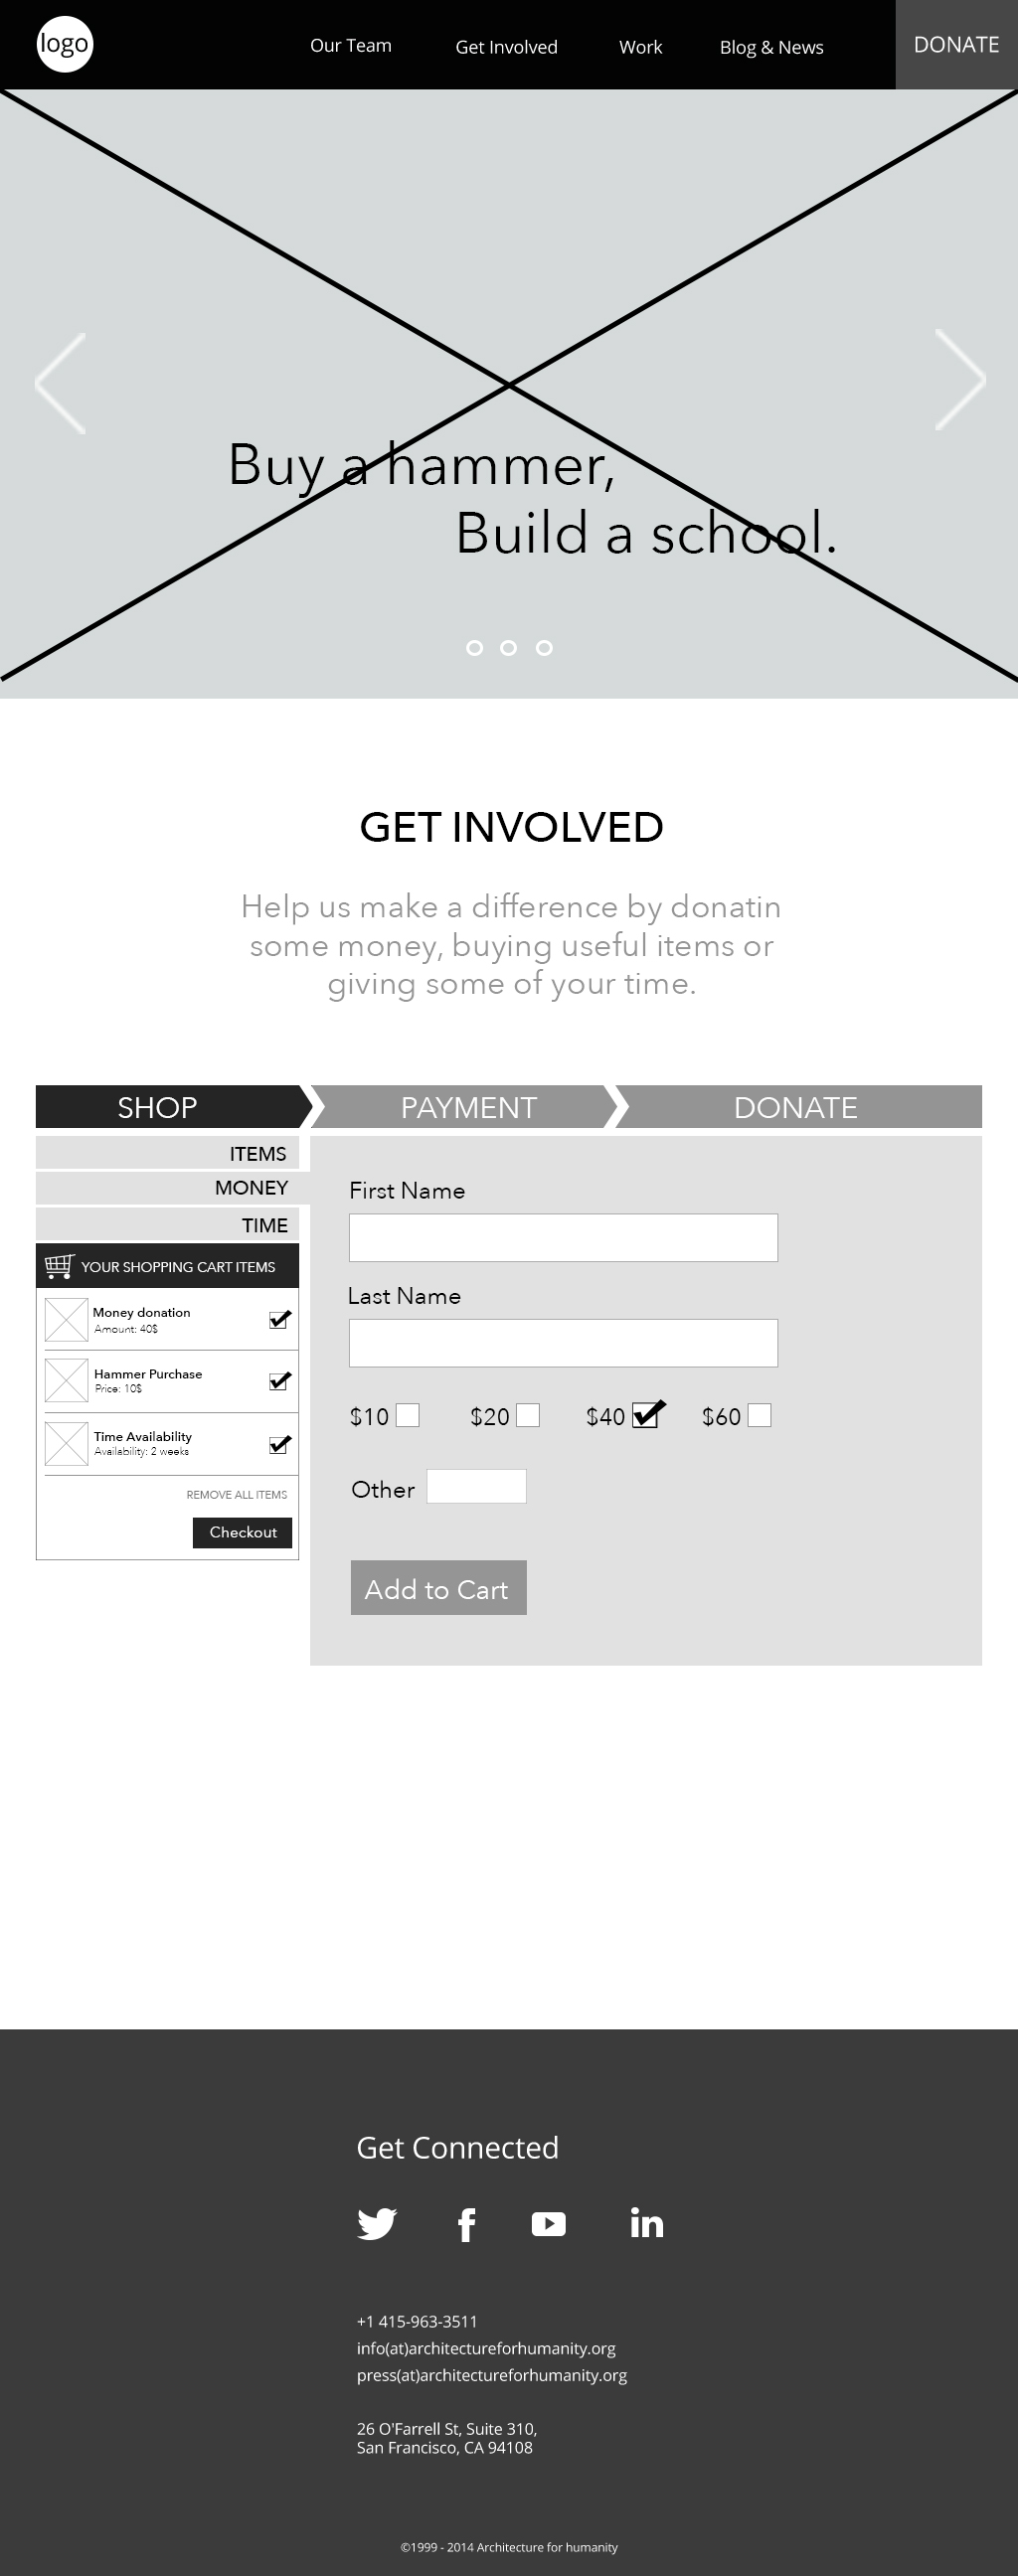 logo
Our Team
Get Involved
Work
Blog & News
DONATE
Buy a hammer,
Build a school.
GET INVOLVED
Help us make a difference by donatin
some money, buying useful items or
giving some of your time.
SHOP
PAYMENT
DONATE
ITEMS
MONEY
TIME
YOUR SHOPPING CART ITEMS
Money donation
Amount: 40$
Hammer Purchase
Price: 10$
Time Availability
Availability: 2 weeks
REMOVE ALL ITEMS
Checkout
First Name
Last Name
$10 $20 $40 $60
Other
Add to Cart
Get Connected
+1 415-963-3511
info(at)architectureforhumanity.org
press(at)architectureforhumanity.org
26 O'Farrell St, Suite 310,
San Francisco, CA 94108
©1999 - 2014 Architecture for humanity